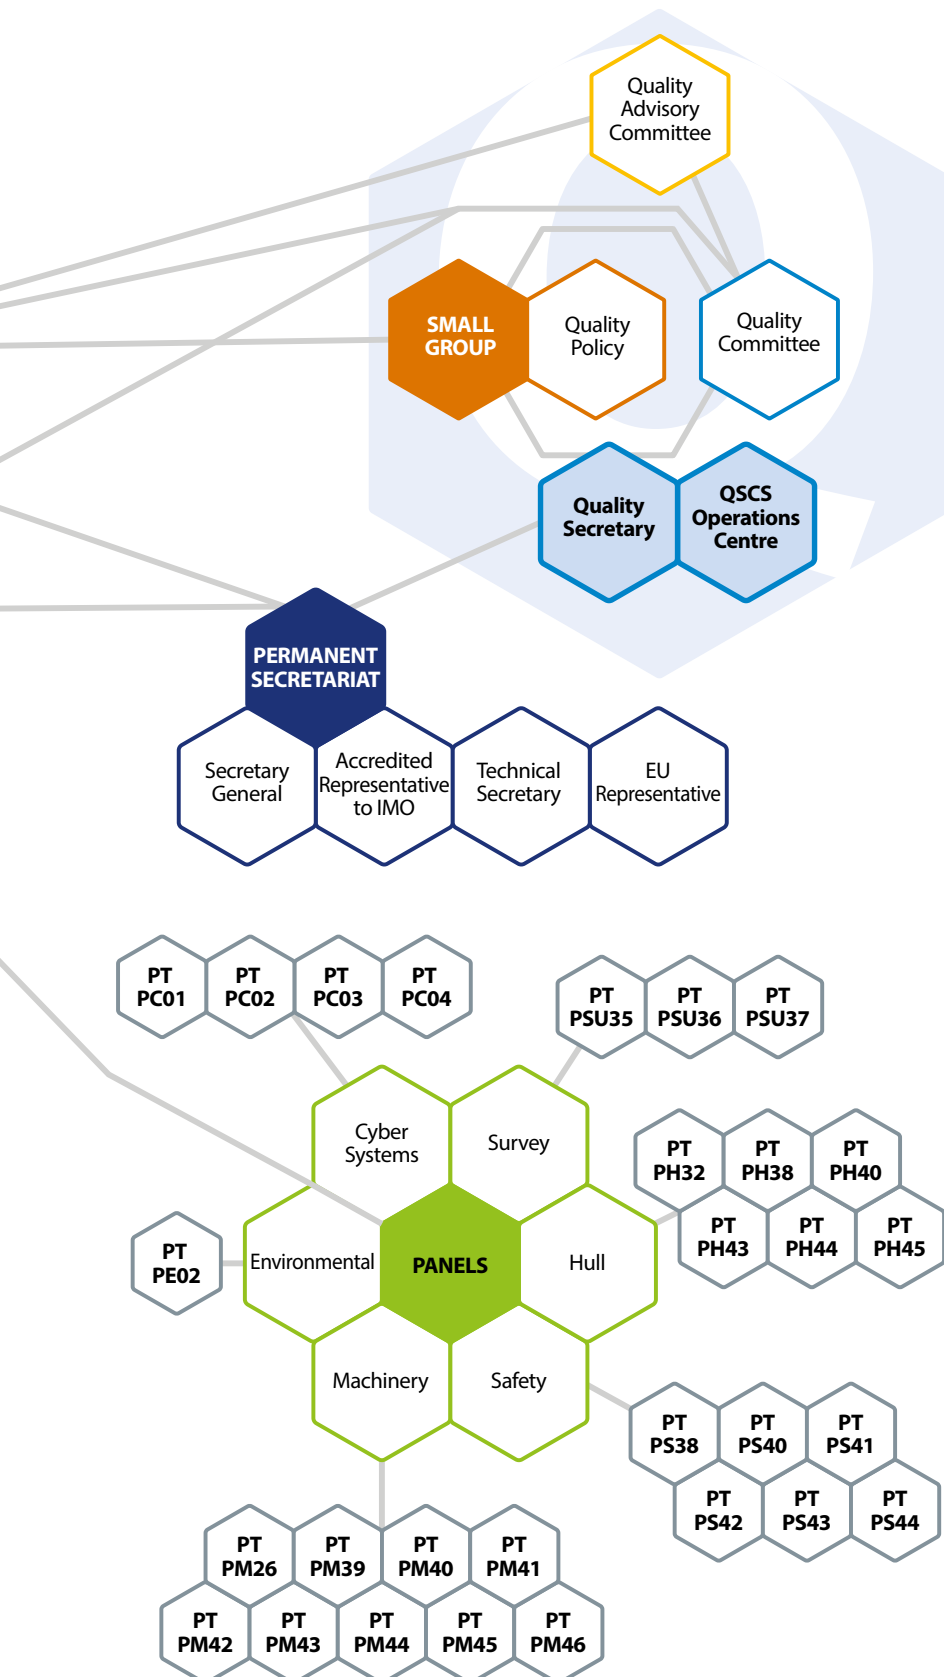 Quality
Advisory
Committee
SMALL
GROUP
Quality
Policy
Quality
Committee
Quality
Secretary
QSCS
Operations
Centre
PERMANENT
SECRETARIAT
Secretary
General
Accredited
Representative
to IMO
Technical
Secretary
EU
Representative
PT
PC01
PT
PC02
PT
PC03
PT
PC04
PT
PSU35
PT
PSU36
PT
PSU37
Cyber
Systems
Survey
PT
PH32
PT
PH38
PT
PH40
PT
PH43
PT
PH44
PT
PH45
PT
PE02
Environmental
PANELS
Hull
Machinery
Safety
PT
PS38
PT
PS40
PT
PS41
PT
PS42
PT
PS43
PT
PS44
PT
PM26
PT
PM39
PT
PM40
PT
PM41
PT
PM42
PT
PM43
PT
PM44
PT
PM45
PT
PM46